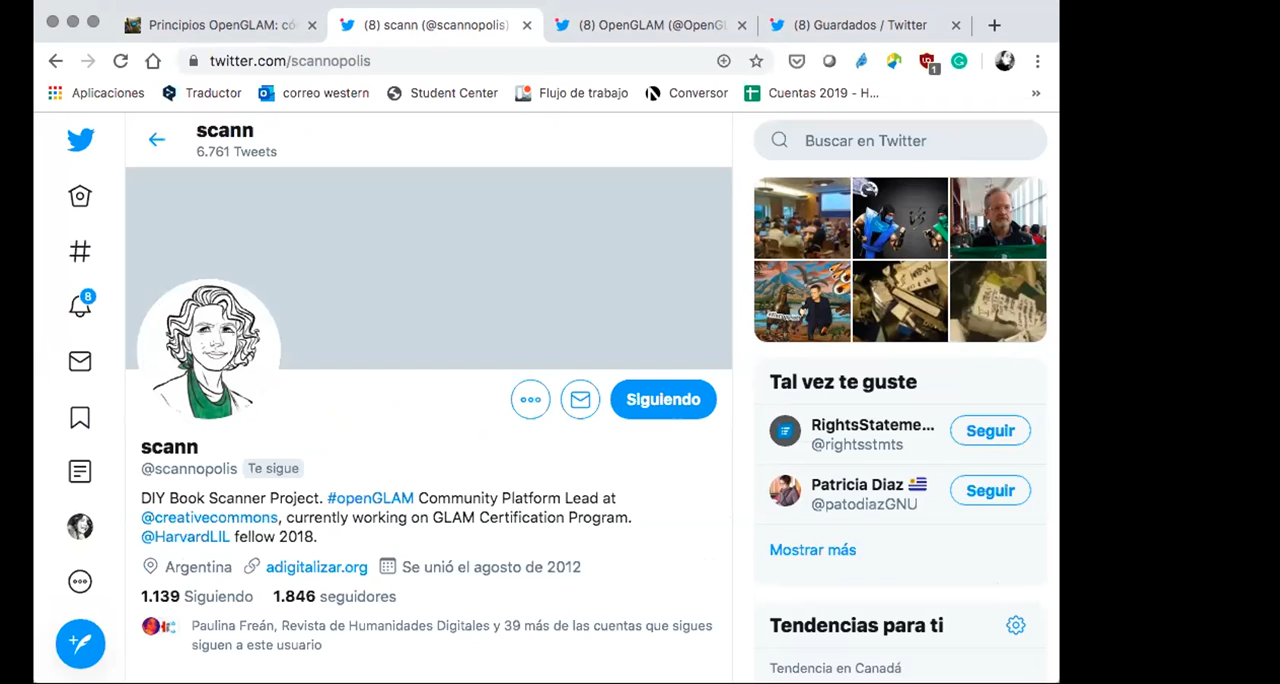 Principios OpenGLAM: có
(8) scann (@scannopolis)
(8) OpenGLAM (@OpenGL
(8) Guardados / Twitter
twitter.com/scannopolis
1
Aplicaciones
Traductor
correo western
Student Center
Flujo de trabajo
Conversor
Cuentas 2019 - H...
»
scann
6.761 Tweets
Buscar en Twitter
8
Siguiendo
scann
@scannopolis Te sigue
DIY Book Scanner Project. #openGLAM Community Platform Lead at
@creativecommons, currently working on GLAM Certification Program.
@HarvardLIL fellow 2018.
Argentina adigitalizar.org Se unió el agosto de 2012
1.139 Siguiendo 1.846 seguidores
Paulina Freán, Revista de Humanidades Digitales y 39 más de las cuentas que sigues
siguen a este usuario
Tal vez te guste
RightsStateme...
@rightsstmts
Seguir
Patricia Diaz
@patodiazGNU
Seguir
Mostrar más
Tendencias para ti
Tendencia en Canadá